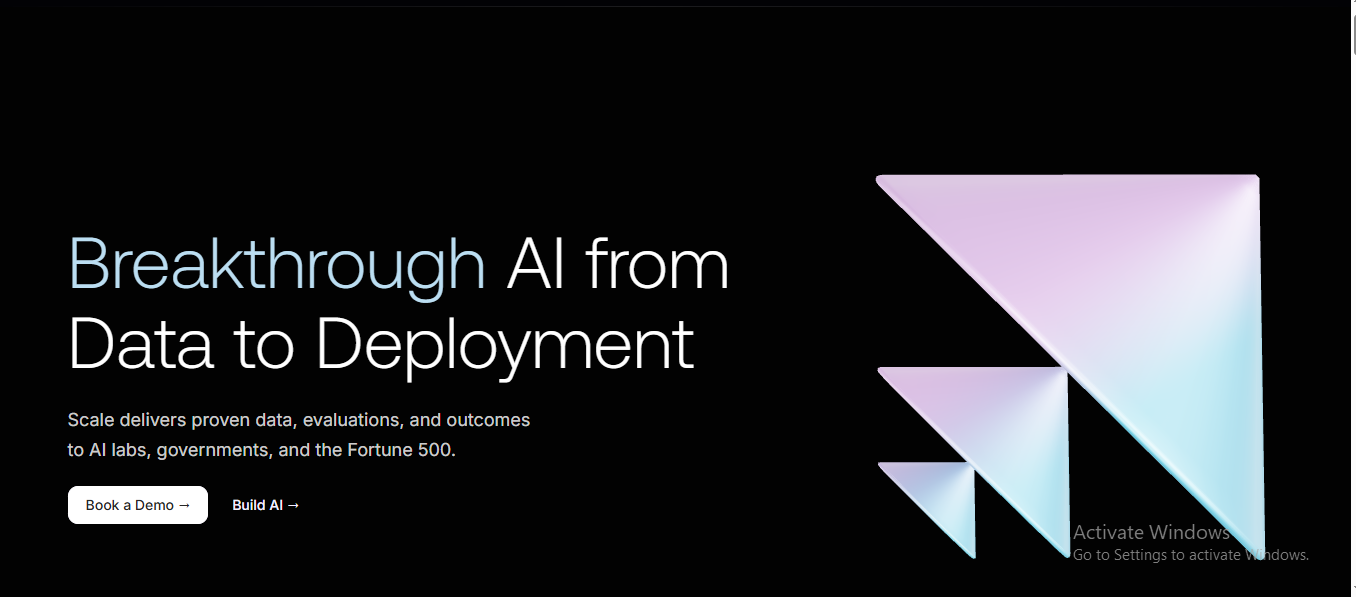 Breakthrough AI from
Data to Deployment
Scale delivers proven data, evaluations, and outcomes
to AI labs, governments, and the Fortune 500.
Book a Demo → Build AI →
Activate Windows
Go to Settings to activate Windows.